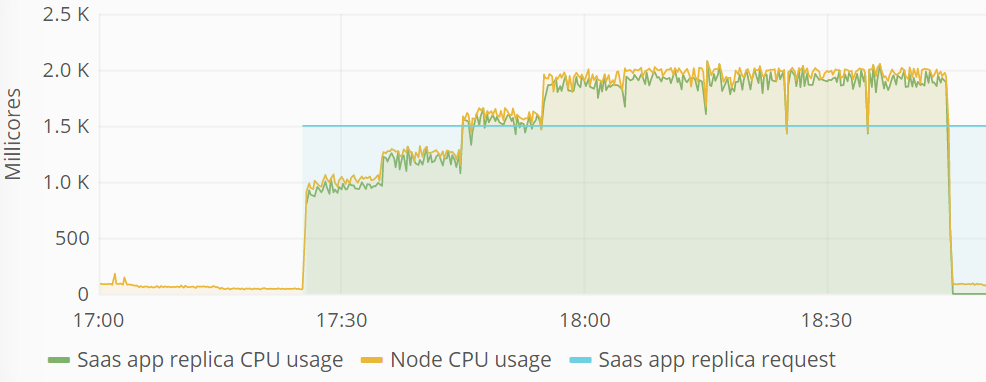 2.5 K
2.0 K
1.5 K
1.0 K
500
0
Millicores
17:00 17:30 18:00 18:30
Saas app replica CPU usage Node CPU usage Saas app replica request